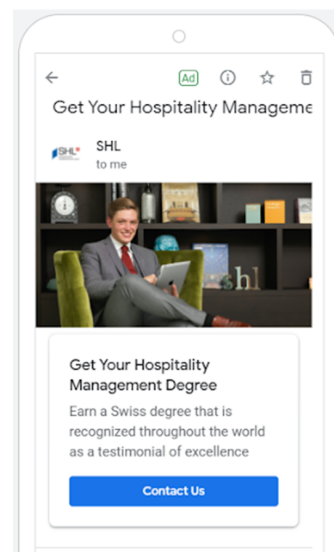 Ad
Get Your Hospitality Manageme
SHL
SHL
to me
shl
Get Your Hospitality
Management Degree
Earn a Swiss degree that is
recognized throughout the world
as a testimonial of excellence
Contact Us